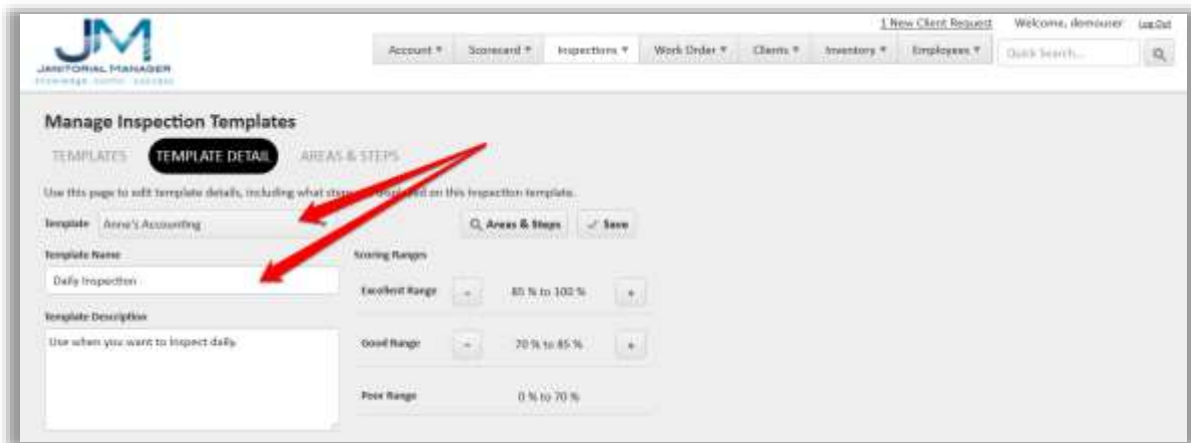 1 New Client Request Welcome, demouser Log Out
JM
JANITORIAL MANAGER
Account Scorecard Inspections Work Order Clients Inventory Employees Quick Search...
Manage Inspection Templates
TEMPLATES TEMPLATE DETAIL AREAS & STEPS
Use this page to edit template details, including what on this inspection template.
Template Anne's Accounting Areas & Steps Save
Template Name Scoring Ranges
Daily Inspection
Excellent Range - 85 % to 100 % +
Template Description
Use when you want to inspect daily.
Good Range - 70 % to 85 % +
Poor Range 0 % to 70 %